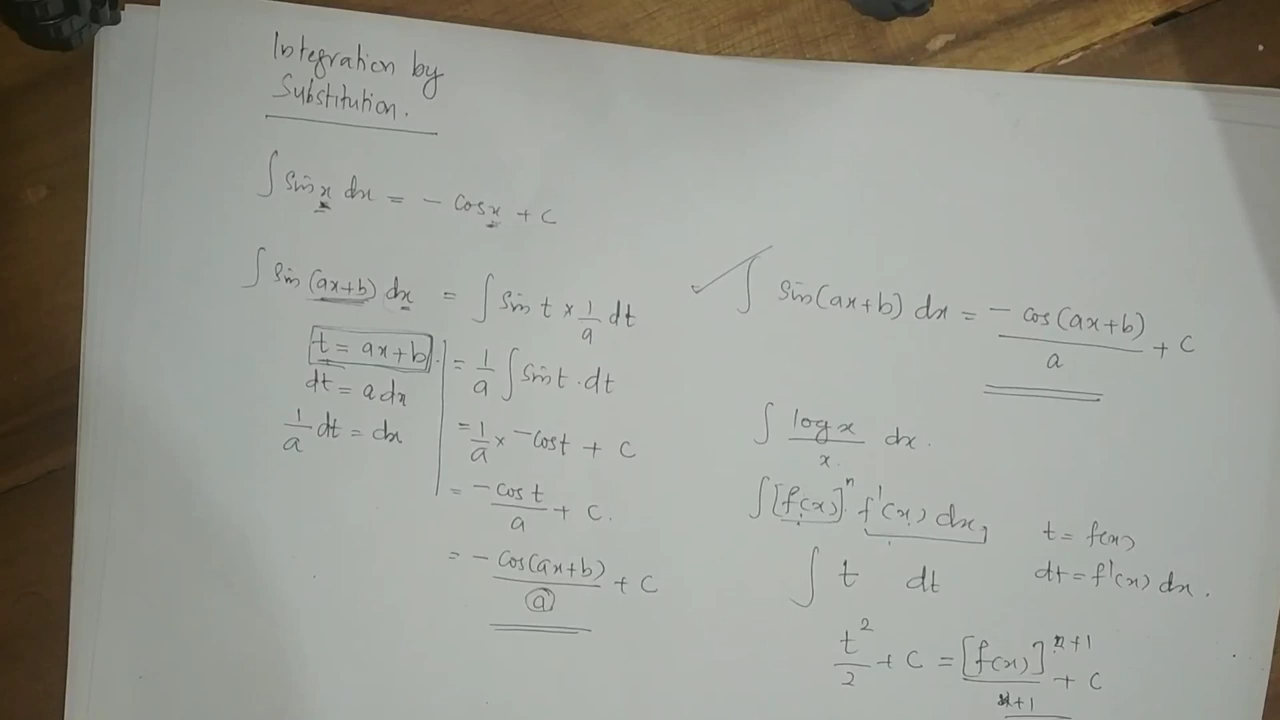 Integration by
Substitution.
∫ sin x dx = - cos x + c
∫ sin (ax+b) dx = ∫ sin t × 1/a dt
t = ax+b
dt = a dx
1/a dt = dx
= 1/a ∫ sin t . dt
= 1/a × -cos t + c
= -cos t/a + c.
= - cos(ax+b)/a + c
✓ ∫ sin(ax+b) dx = - cos(ax+b)/a + c
∫ log x/x dx.
∫ [f(x)]ⁿ f'(x) dx,
t = f(x)
dt = f'(x) dx.
∫ t dt
t²/2 + c = [f(x)]ⁿ⁺¹/n+1 + c